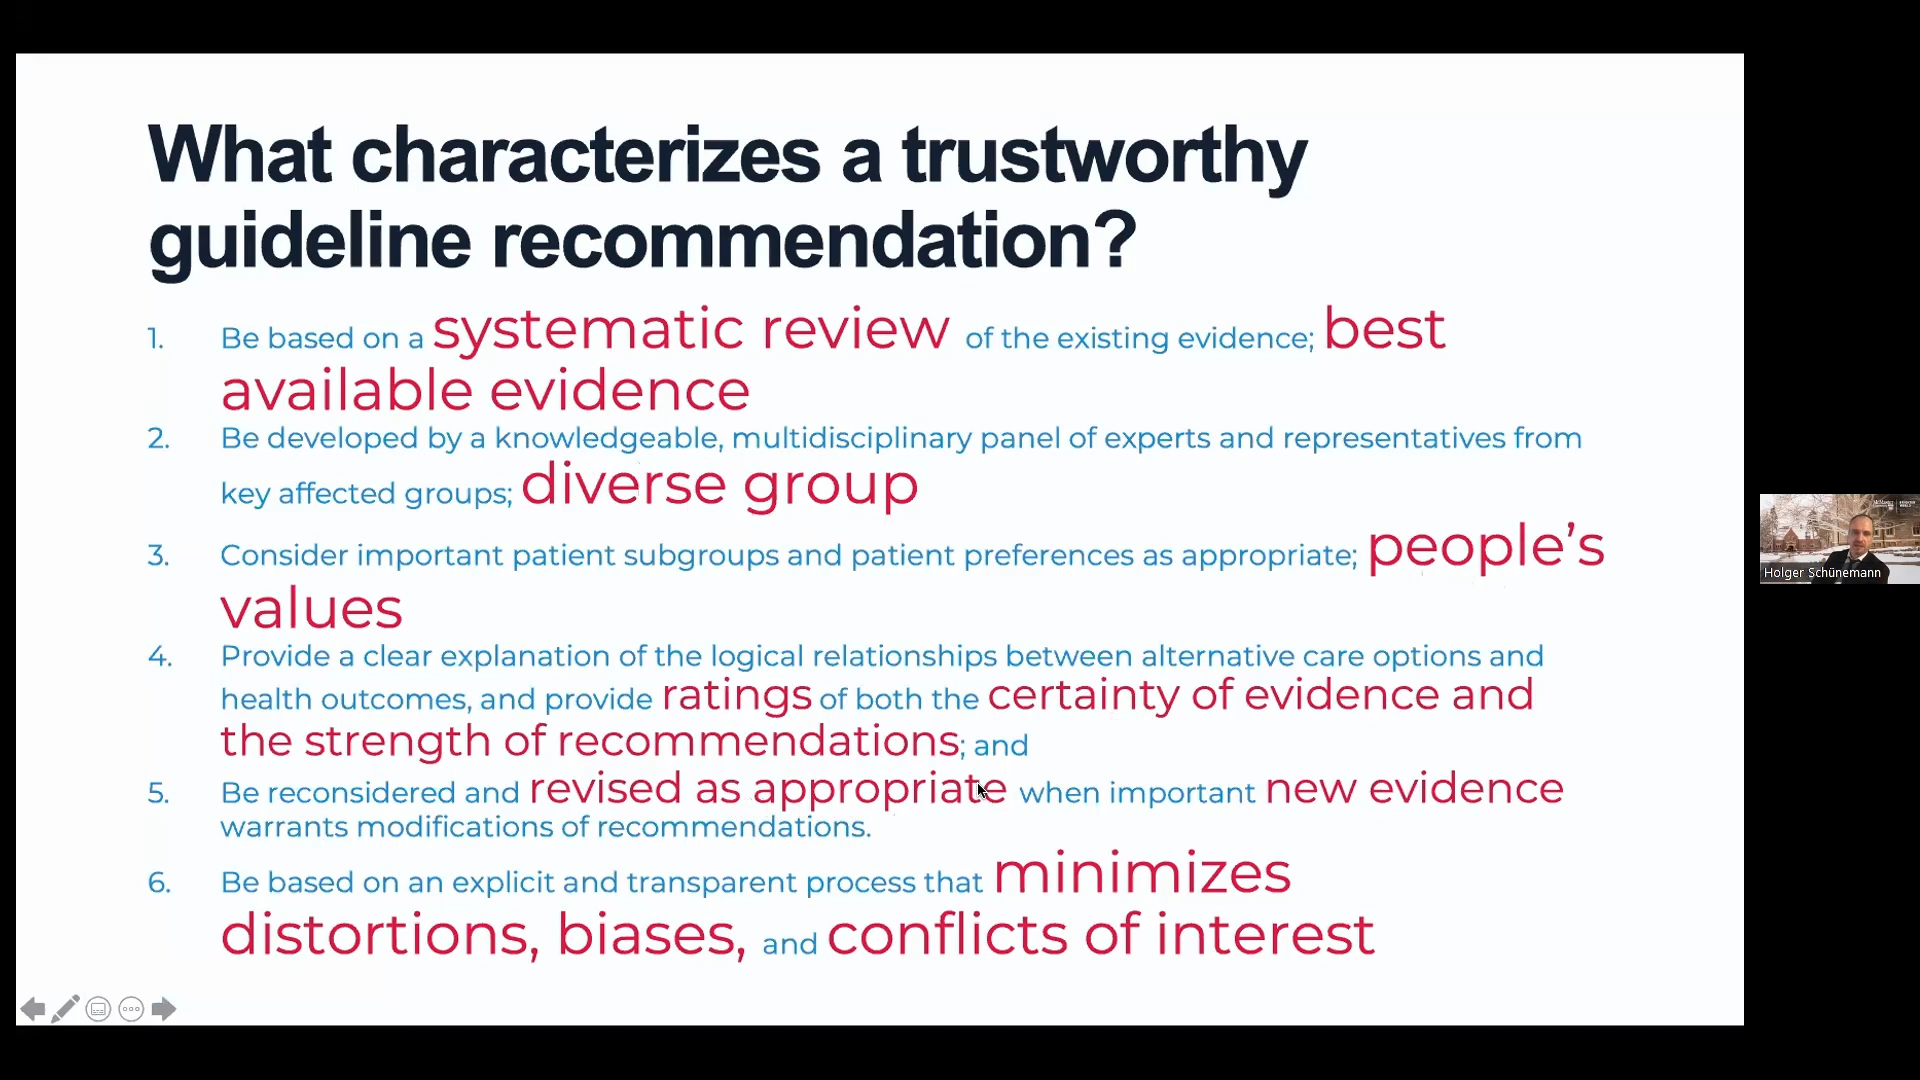 What characterizes a trustworthy
guideline recommendation?
1. Be based on a systematic review of the existing evidence; best
available evidence
2. Be developed by a knowledgeable, multidisciplinary panel of experts and representatives from
key affected groups; diverse group
3. Consider important patient subgroups and patient preferences as appropriate; people's
values
4. Provide a clear explanation of the logical relationships between alternative care options and
health outcomes, and provide ratings of both the certainty of evidence and
the strength of recommendations; and
5. Be reconsidered and revised as appropriate when important new evidence
warrants modifications of recommendations.
6. Be based on an explicit and transparent process that minimizes
distortions, biases, and conflicts of interest
Holger Schünemann